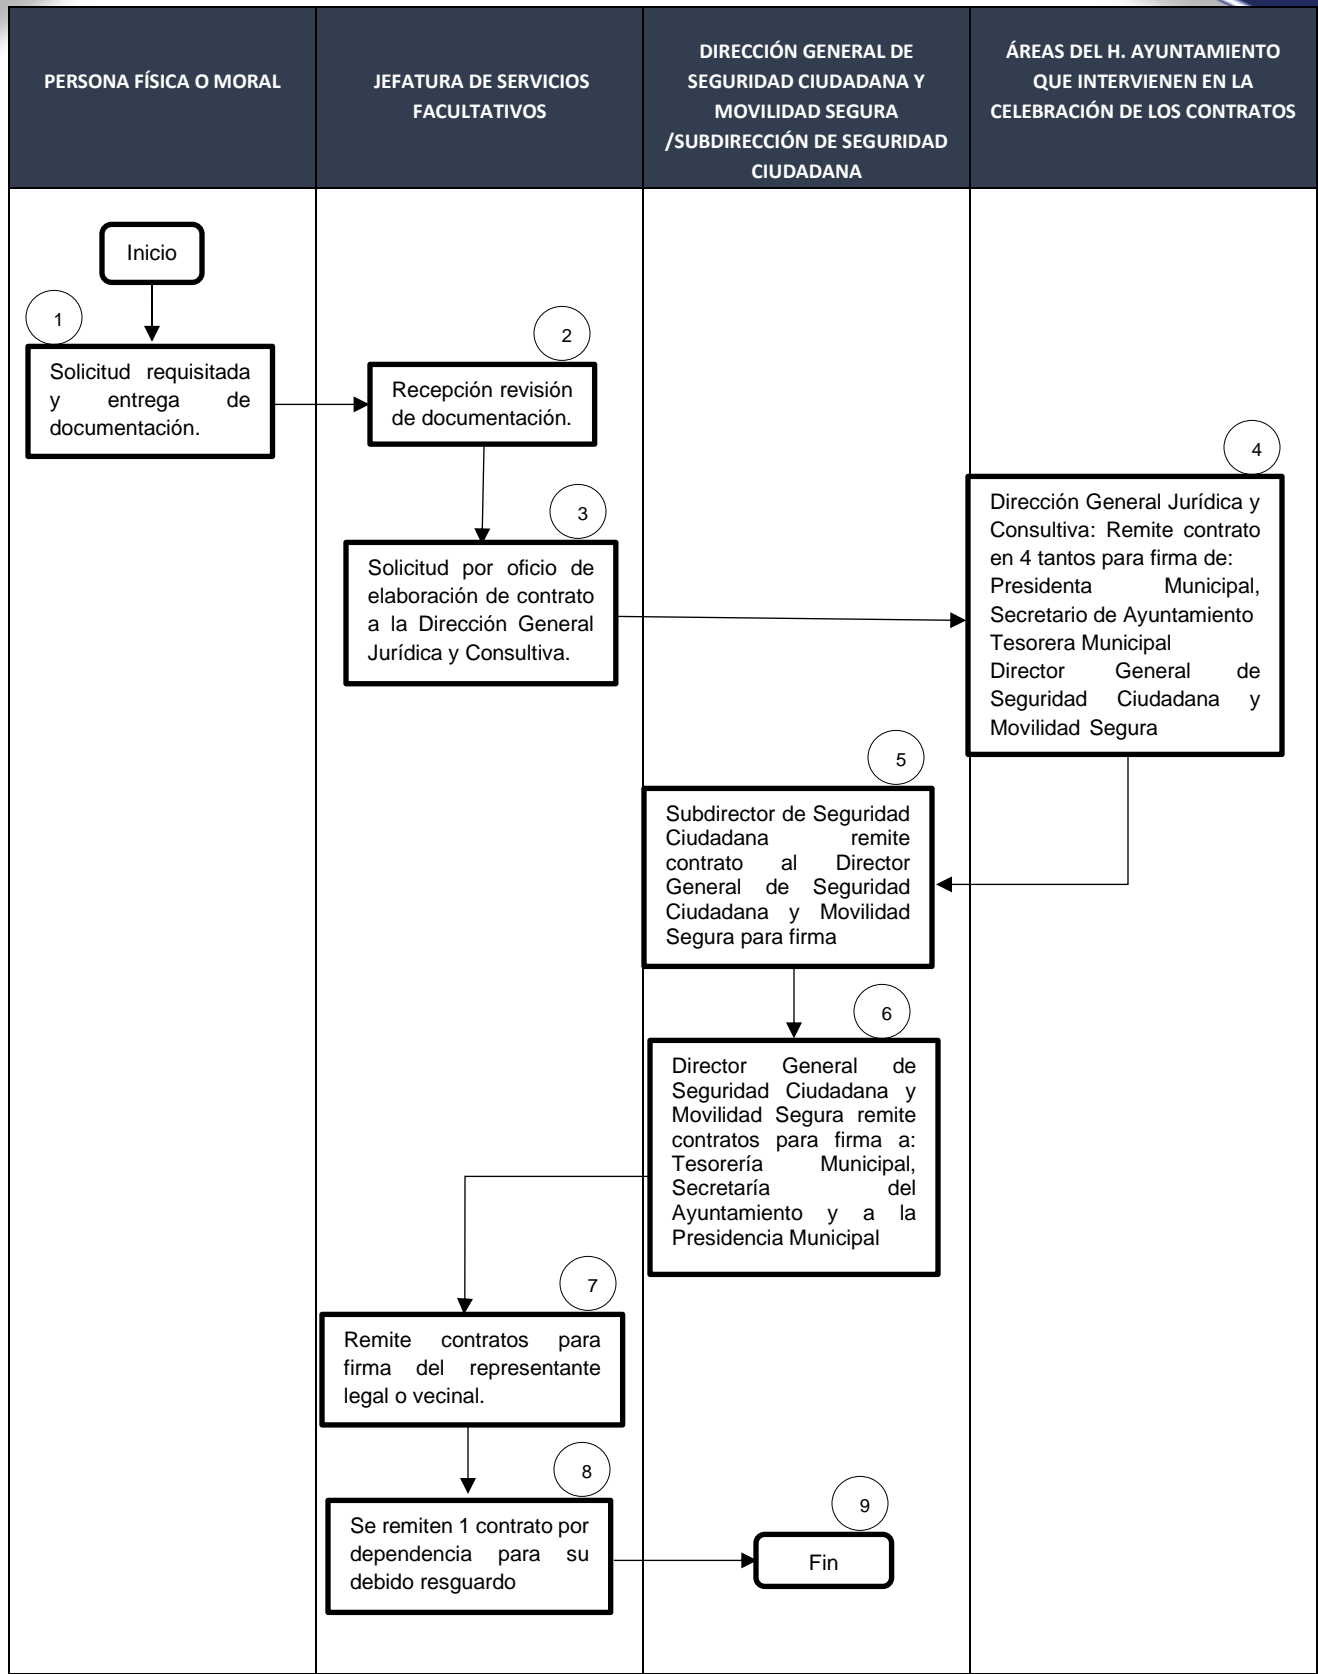 PERSONA FÍSICA O MORAL
JEFATURA DE SERVICIOS
FACULTATIVOS
DIRECCIÓN GENERAL DE
SEGURIDAD CIUDADANA Y
MOVILIDAD SEGURA
/SUBDIRECCIÓN DE SEGURIDAD
CIUDADANA
ÁREAS DEL H. AYUNTAMIENTO
QUE INTERVIENEN EN LA
CELEBRACIÓN DE LOS CONTRATOS
Inicio
1
Solicitud requisitada
y entrega de
documentación.
2
Recepción revisión
de documentación.
3
Solicitud por oficio de
elaboración de contrato
a la Dirección General
Jurídica y Consultiva.
4
Dirección General Jurídica y
Consultiva: Remite contrato
en 4 tantos para firma de:
Presidenta Municipal,
Secretario de Ayuntamiento
Tesorera Municipal
Director General de
Seguridad Ciudadana y
Movilidad Segura
5
Subdirector de Seguridad
Ciudadana remite
contrato al Director
General de Seguridad
Ciudadana y Movilidad
Segura para firma
6
Director General de
Seguridad Ciudadana y
Movilidad Segura remite
contratos para firma a:
Tesorería Municipal,
Secretaría del
Ayuntamiento y a la
Presidencia Municipal
7
Remite contratos para
firma del representante
legal o vecinal.
8
Se remiten 1 contrato por
dependencia para su
debido resguardo
9
Fin